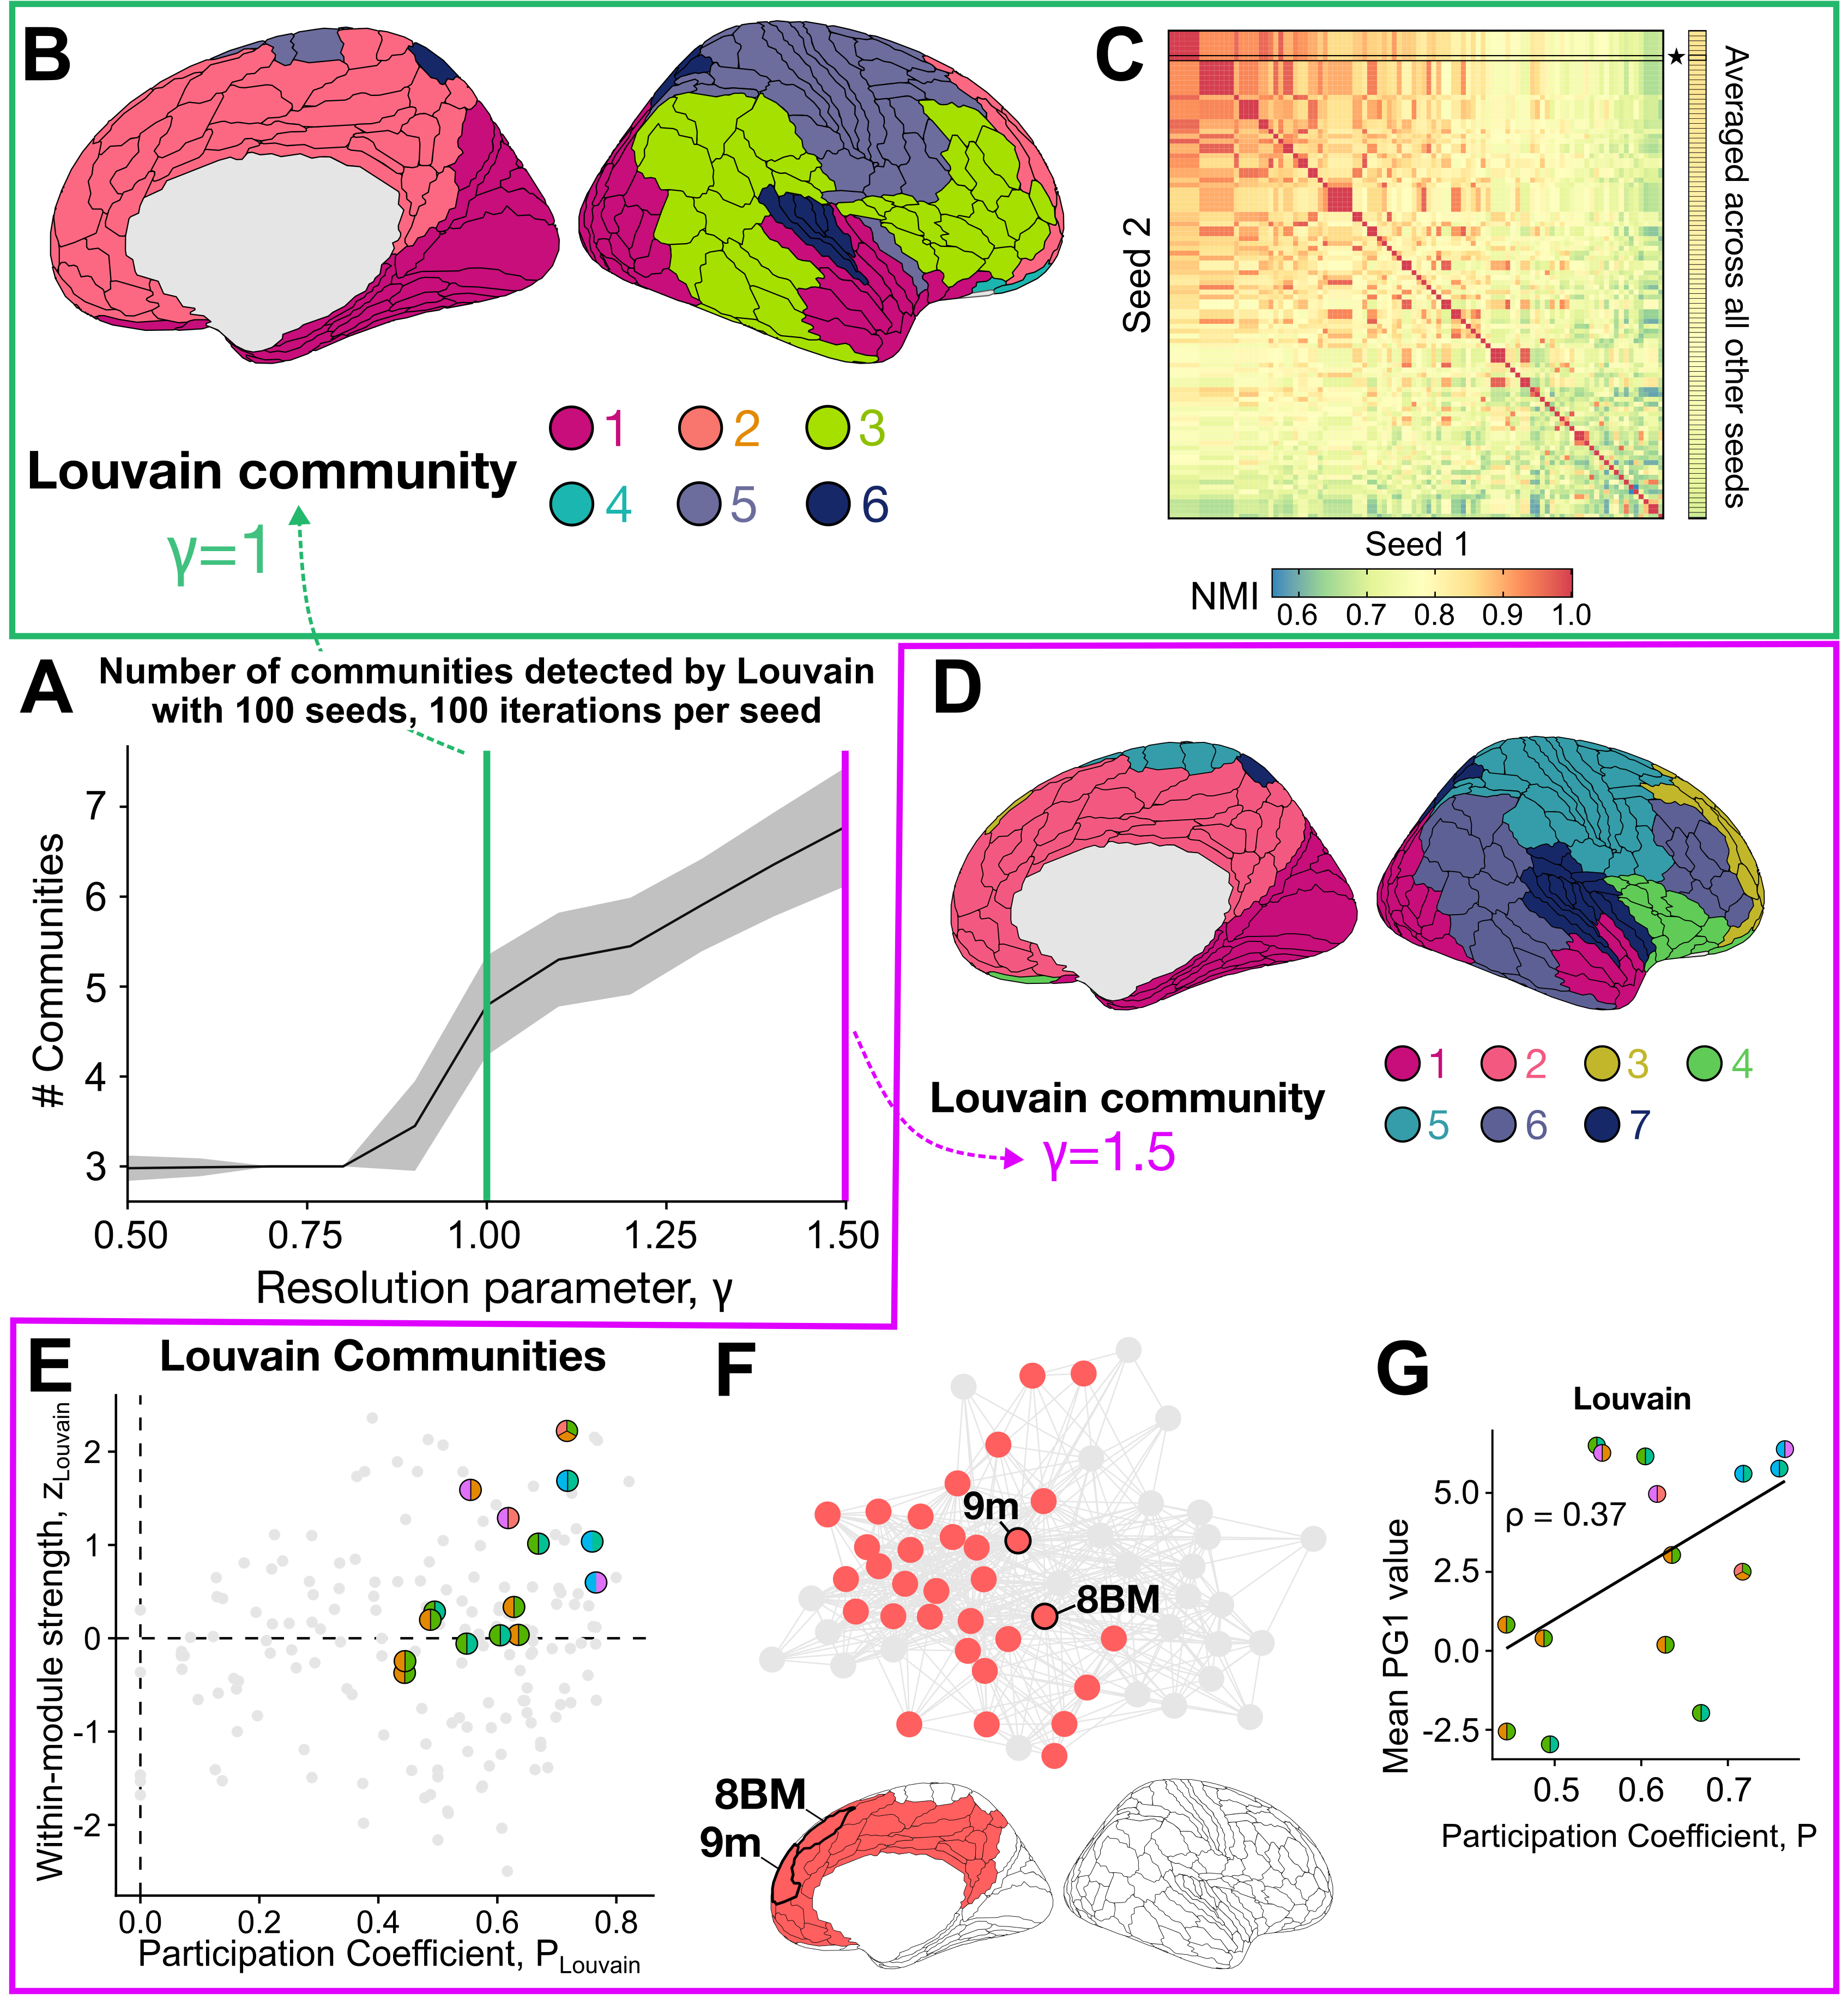 B
Louvain community
γ=1
1 2 3
4 5 6
C
★
Averaged across all other seeds
Seed 2
Seed 1
NMI
0.6 0.7 0.8 0.9 1.0
A
Number of communities detected by Louvain
with 100 seeds, 100 iterations per seed
# Communities
7
6
5
4
3
0.50 0.75 1.00 1.25 1.50
Resolution parameter, γ
D
Louvain community
γ=1.5
1 2 3 4
5 6 7
E
Louvain Communities
Within-module strength, zLouvain
2
1
0
-1
-2
0.0 0.2 0.4 0.6 0.8
Participation Coefficient, PLouvain
F
9m
8BM
8BM
9m
G
Louvain
Mean PG1 value
5.0
2.5
0.0
-2.5
ρ = 0.37
0.5 0.6 0.7
Participation Coefficient, P